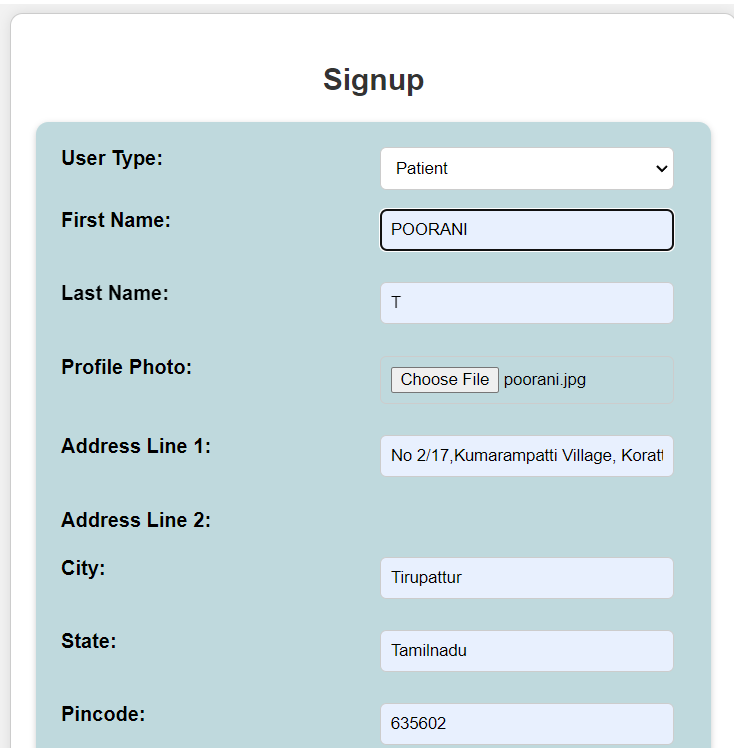 Signup
User Type:
Patient
First Name:
POORANI
Last Name:
T
Profile Photo:
Choose File poorani.jpg
Address Line 1:
No 2/17,Kumarampatti Village, Koratt
Address Line 2:
City:
Tirupattur
State:
Tamilnadu
Pincode:
635602